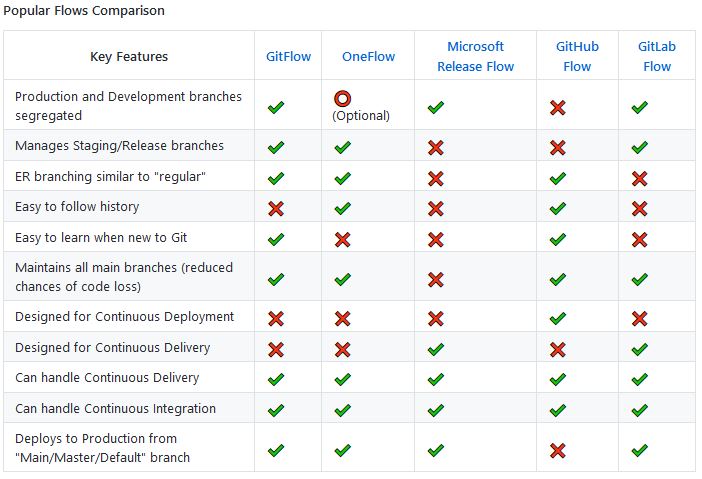 Popular Flows Comparison
Key Features
GitFlow
OneFlow
Microsoft
Release Flow
GitHub
Flow
GitLab
Flow
Production and Development branches
segregated
(Optional)
Manages Staging/Release branches
ER branching similar to "regular"
Easy to follow history
Easy to learn when new to Git
Maintains all main branches (reduced
chances of code loss)
Designed for Continuous Deployment
Designed for Continuous Delivery
Can handle Continuous Delivery
Can handle Continuous Integration
Deploys to Production from
"Main/Master/Default" branch